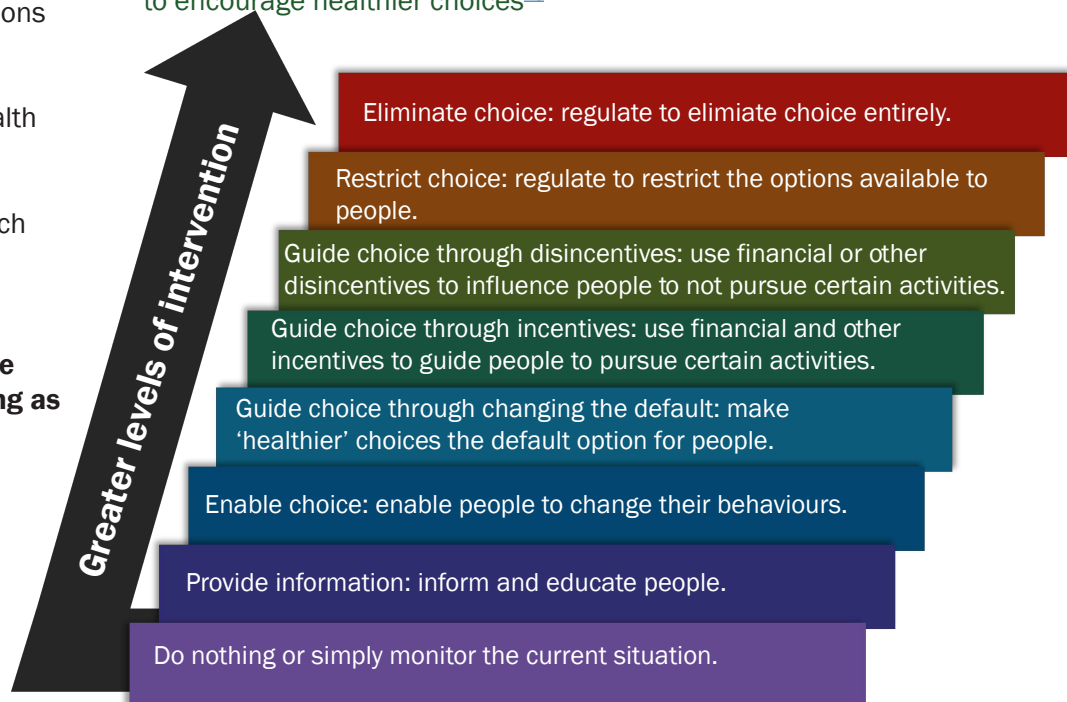 ons
alth
ch
e
ng as
to encourage healthier choices
Greater levels of intervention
Eliminate choice: regulate to elimiate choice entirely.
Restrict choice: regulate to restrict the options available to
people.
Guide choice through disincentives: use financial or other
disincentives to influence people to not pursue certain activities.
Guide choice through incentives: use financial and other
incentives to guide people to pursue certain activities.
Guide choice through changing the default: make
‘healthier’ choices the default option for people.
Enable choice: enable people to change their behaviours.
Provide information: inform and educate people.
Do nothing or simply monitor the current situation.